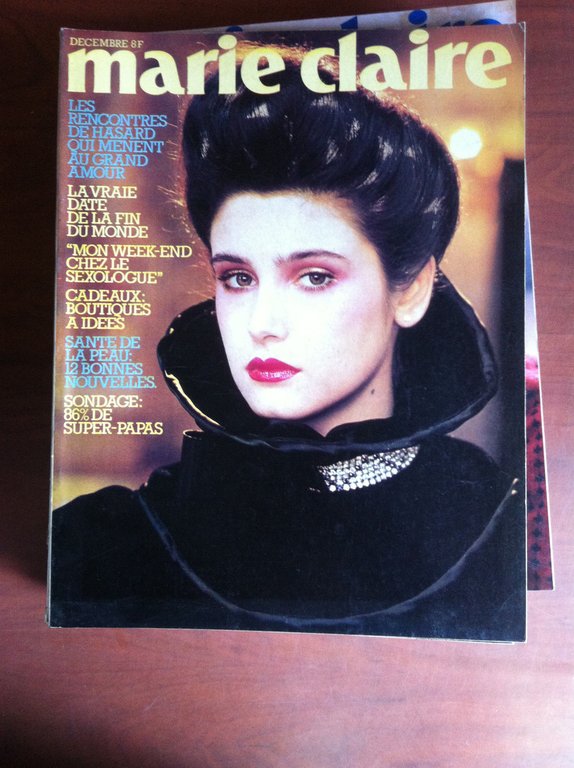 DECEMBRE 8F
marie claire
LES
RENCONTRES
DE HASARD
QUI MENENT
AU GRAND
AMOUR
LA VRAIE
DATE
DE LA FIN
DU MONDE
"MON WEEK-END
CHEZ LE
SEXOLOGUE"
CADEAUX:
BOUTIQUES
A IDEES
SANTE DE
LA PEAU:
12 BONNES
NOUVELLES.
SONDAGE:
86% DE
SUPER-PAPAS